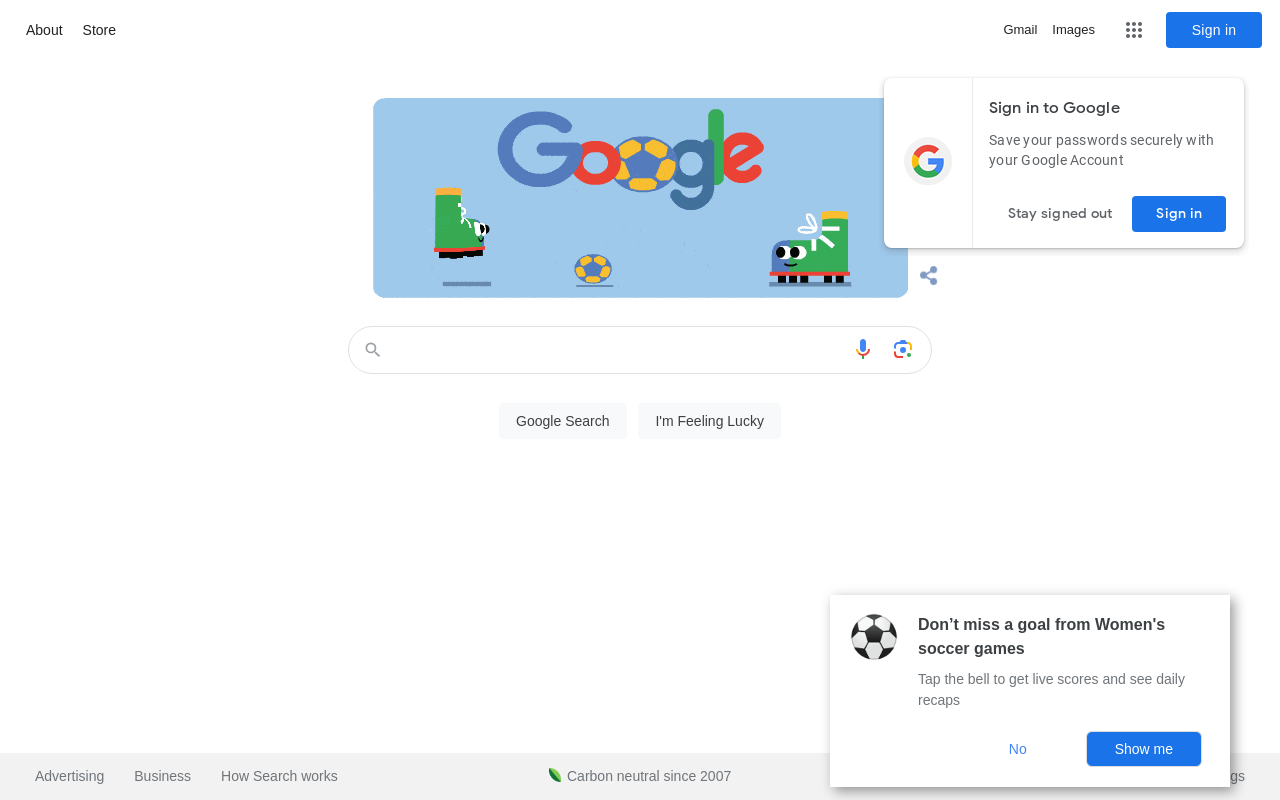 About Store
Gmail Images Sign in
Google
Sign in to Google
Save your passwords securely with
your Google Account
Stay signed out Sign in
Google Search I'm Feeling Lucky
Don’t miss a goal from Women's
soccer games
Tap the bell to get live scores and see daily
recaps
No Show me
Advertising Business How Search works Carbon neutral since 2007